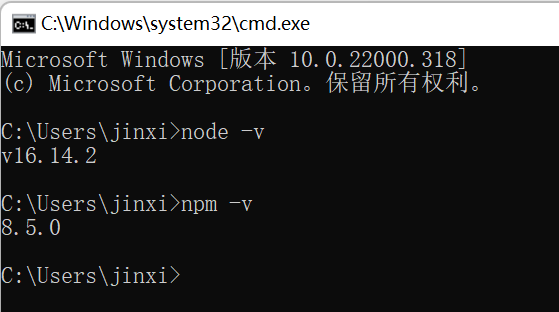 C:\Windows\system32\cmd.exe
Microsoft Windows [版本 10.0.22000.318]
(c) Microsoft Corporation。保留所有权利。
C:\Users\jinxi>node -v
v16.14.2
C:\Users\jinxi>npm -v
8.5.0
C:\Users\jinxi>